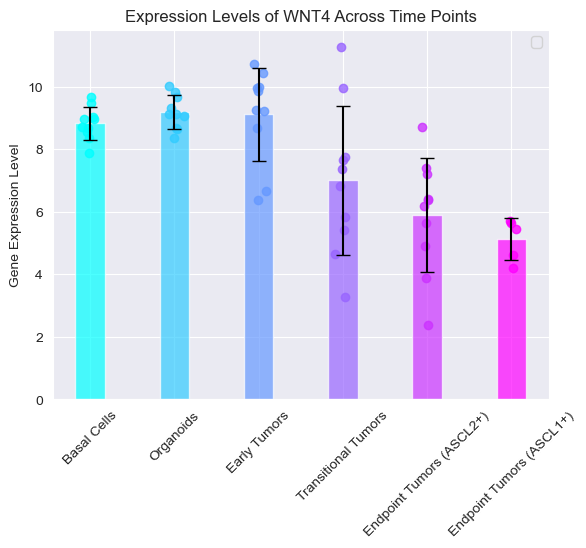 Expression Levels of WNT4 Across Time Points
Gene Expression Level
10
8
6
4
2
0
Basal Cells
Organoids
Early Tumors
Transitional Tumors
Endpoint Tumors (ASCL2+)
Endpoint Tumors (ASCL1+)